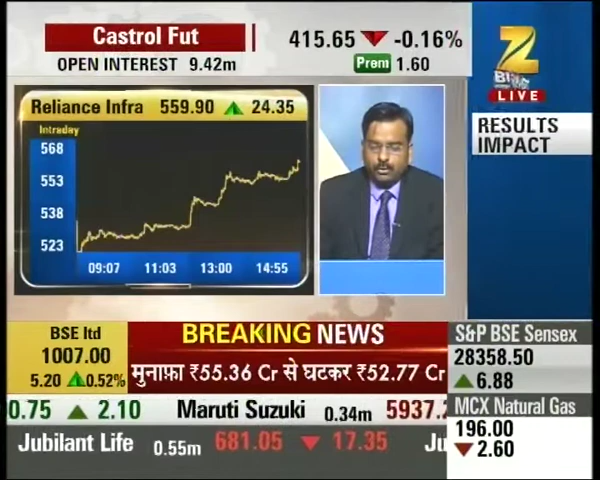 Castrol Fut
OPEN INTEREST 9.42m
415.65 -0.16%
Prem 1.60
Z
LIVE
RESULTS
IMPACT
Reliance Infra 559.90 24.35
Intraday
568
553
538
523
09:07 11:03 13:00 14:55
BSE ltd
1007.00
5.20 0.52%
BREAKING NEWS
मुनाफ़ा ₹55.36 Cr से घटकर ₹52.77 Cr
S&P BSE Sensex
28358.50
6.88
MCX Natural Gas
196.00
2.60
0.75 2.10 Maruti Suzuki 0.34m 5937.2
Jubilant Life 0.55m 681.05 17.35 Ju